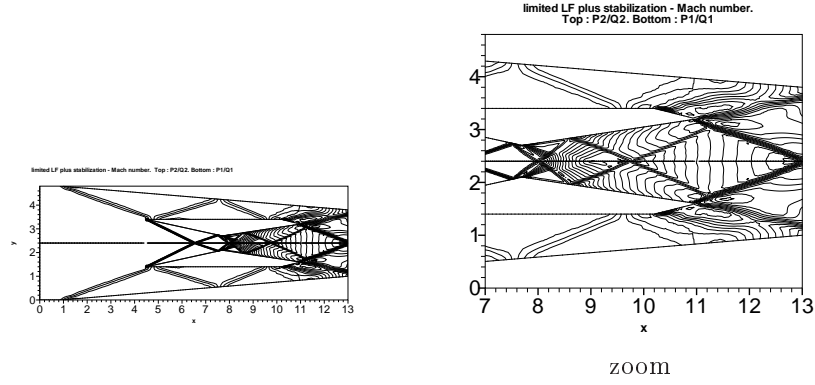 limited LF plus stabilization - Mach number. Top : P2/Q2. Bottom : P1/Q1
4
3
y
2
1
0
0 1 2 3 4 5 6 7 8 9 10 11 12 13
x
limited LF plus stabilization - Mach number.
Top : P2/Q2. Bottom : P1/Q1
4
3
2
1
0
7 8 9 10 11 12 13
x
zoom